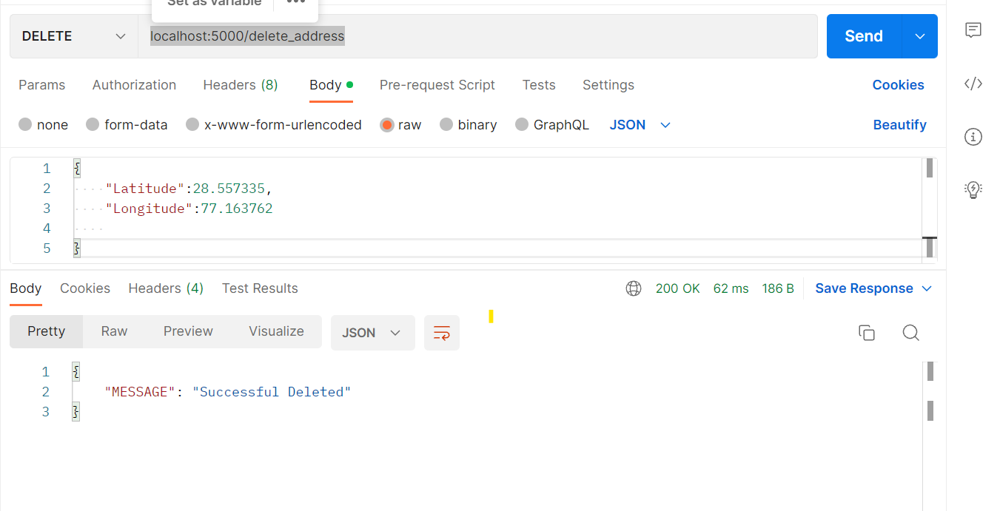 Set as variable
DELETE localhost:5000/delete_address Send
Params Authorization Headers (8) Body Pre-request Script Tests Settings Cookies
none form-data x-www-form-urlencoded raw binary GraphQL JSON Beautify
1 {
2 "Latitude":28.557335,
3 "Longitude":77.163762
4
5 }
Body Cookies Headers (4) Test Results 200 OK 62 ms 186 B Save Response
Pretty Raw Preview Visualize JSON
1 {
2 "MESSAGE": "Successful Deleted"
3 }